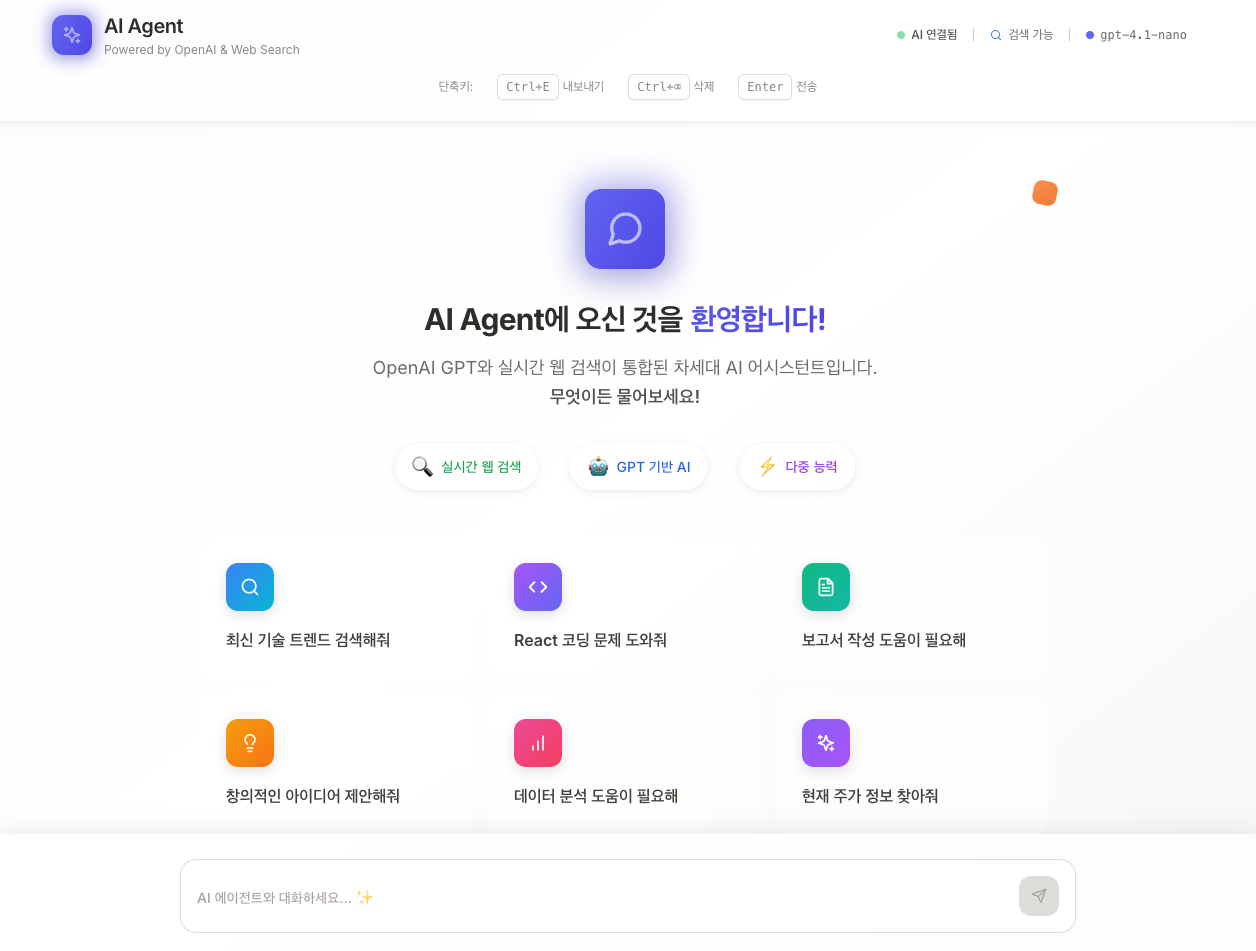 AI Agent
Powered by OpenAI & Web Search
AI 연결됨
검색 가능
gpt-4.1-nano
단축키: Ctrl+E 내보내기 Ctrl+⌫ 삭제 Enter 전송
AI Agent에 오신 것을 환영합니다!
OpenAI GPT와 실시간 웹 검색이 통합된 차세대 AI 어시스턴트입니다.
무엇이든 물어보세요!
🔍 실시간 웹 검색
🤖 GPT 기반 AI
⚡ 다중 능력
최신 기술 트렌드 검색해줘
React 코딩 문제 도와줘
보고서 작성 도움이 필요해
창의적인 아이디어 제안해줘
데이터 분석 도움이 필요해
현재 주가 정보 찾아줘
AI 에이전트와 대화하세요... ✨